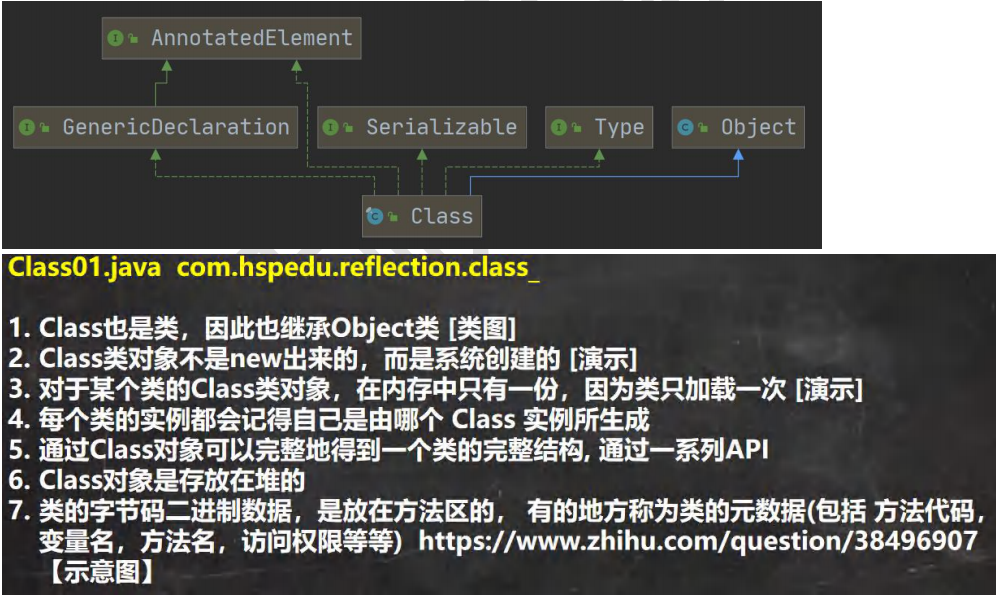 AnnotatedElement
GenericDeclaration
Serializable
Type
Object
Class
Class01.java com.hspedu.reflection.class_
1. Class也是类，因此也继承Object类 [类图]
2. Class类对象不是new出来的，而是系统创建的 [演示]
3. 对于某个类的Class类对象，在内存中只有一份，因为类只加载一次 [演示]
4. 每个类的实例都会记得自己是由哪个 Class 实例所生成
5. 通过Class对象可以完整地得到一个类的完整结构, 通过一系列API
6. Class对象是存放在堆的
7. 类的字节码二进制数据，是放在方法区的， 有的地方称为类的元数据(包括 方法代码，
变量名，方法名，访问权限等等) https://www.zhihu.com/question/38496907
【示意图】